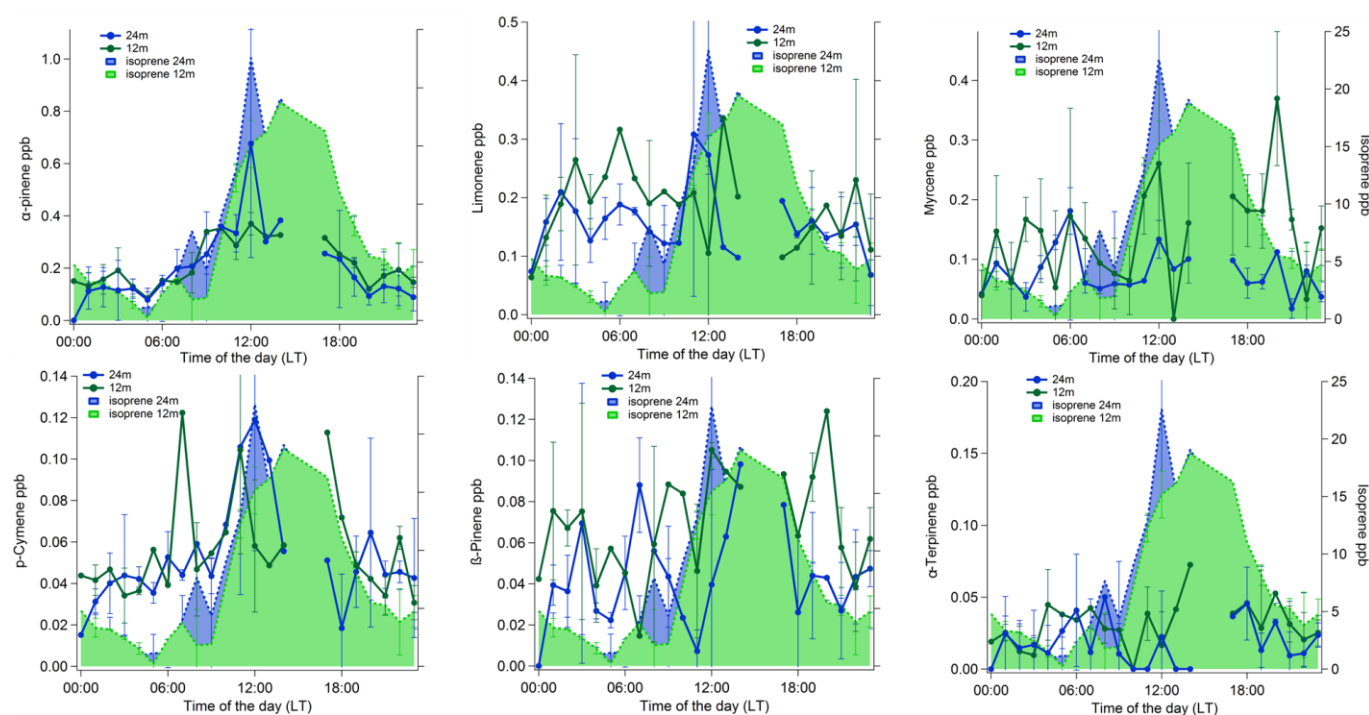 α-pinene ppb
1.0
0.8
0.6
0.4
0.2
0.0
24m
12m
isoprene 24m
isoprene 12m
00:00 06:00 12:00 18:00
Time of the day (LT)
Limonene ppb
0.5
0.4
0.3
0.2
0.1
0.0
24m
12m
isoprene 24m
isoprene 12m
00:00 06:00 12:00 18:00
Time of the day (LT)
Myrcene ppb
0.4
0.3
0.2
0.1
0.0
24m
12m
isoprene 24m
isoprene 12m
25
20
15
10
5
0
Isoprene ppb
00:00 06:00 12:00 18:00
Time of the day (LT)
p-Cymene ppb
0.14
0.12
0.10
0.08
0.06
0.04
0.02
0.00
24m
12m
isoprene 24m
isoprene 12m
00:00 06:00 12:00 18:00
Time of the day (LT)
ß-Pinene ppb
0.14
0.12
0.10
0.08
0.06
0.04
0.02
0.00
24m
12m
isoprene 24m
isoprene 12m
00:00 06:00 12:00 18:00
Time of the day (LT)
α-Terpinene ppb
0.20
0.15
0.10
0.05
0.00
24m
12m
isoprene 24m
isoprene 12m
25
20
15
10
5
0
Isoprene ppb
00:00 06:00 12:00 18:00
Time of the day (LT)